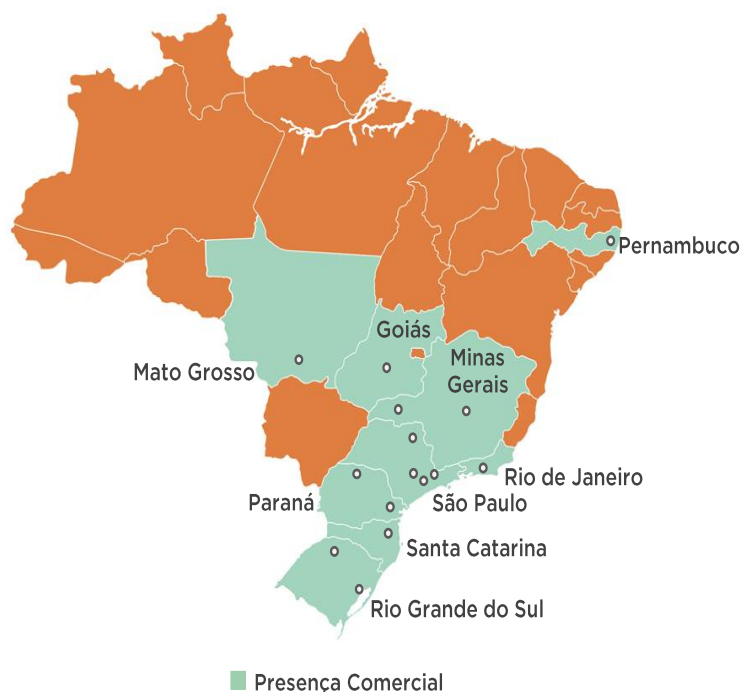 Pernambuco
Goiás
Minas
Gerais
Mato Grosso
Rio de Janeiro
Paraná
São Paulo
Santa Catarina
Rio Grande do Sul
Presença Comercial